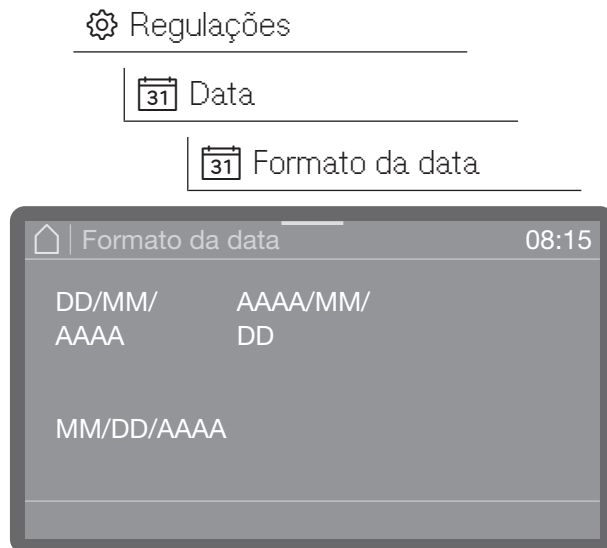 Regulações
31 Data
31 Formato da data
Formato da data 08:15
DD/MM/ AAAA/MM/
AAAA DD
MM/DD/AAAA